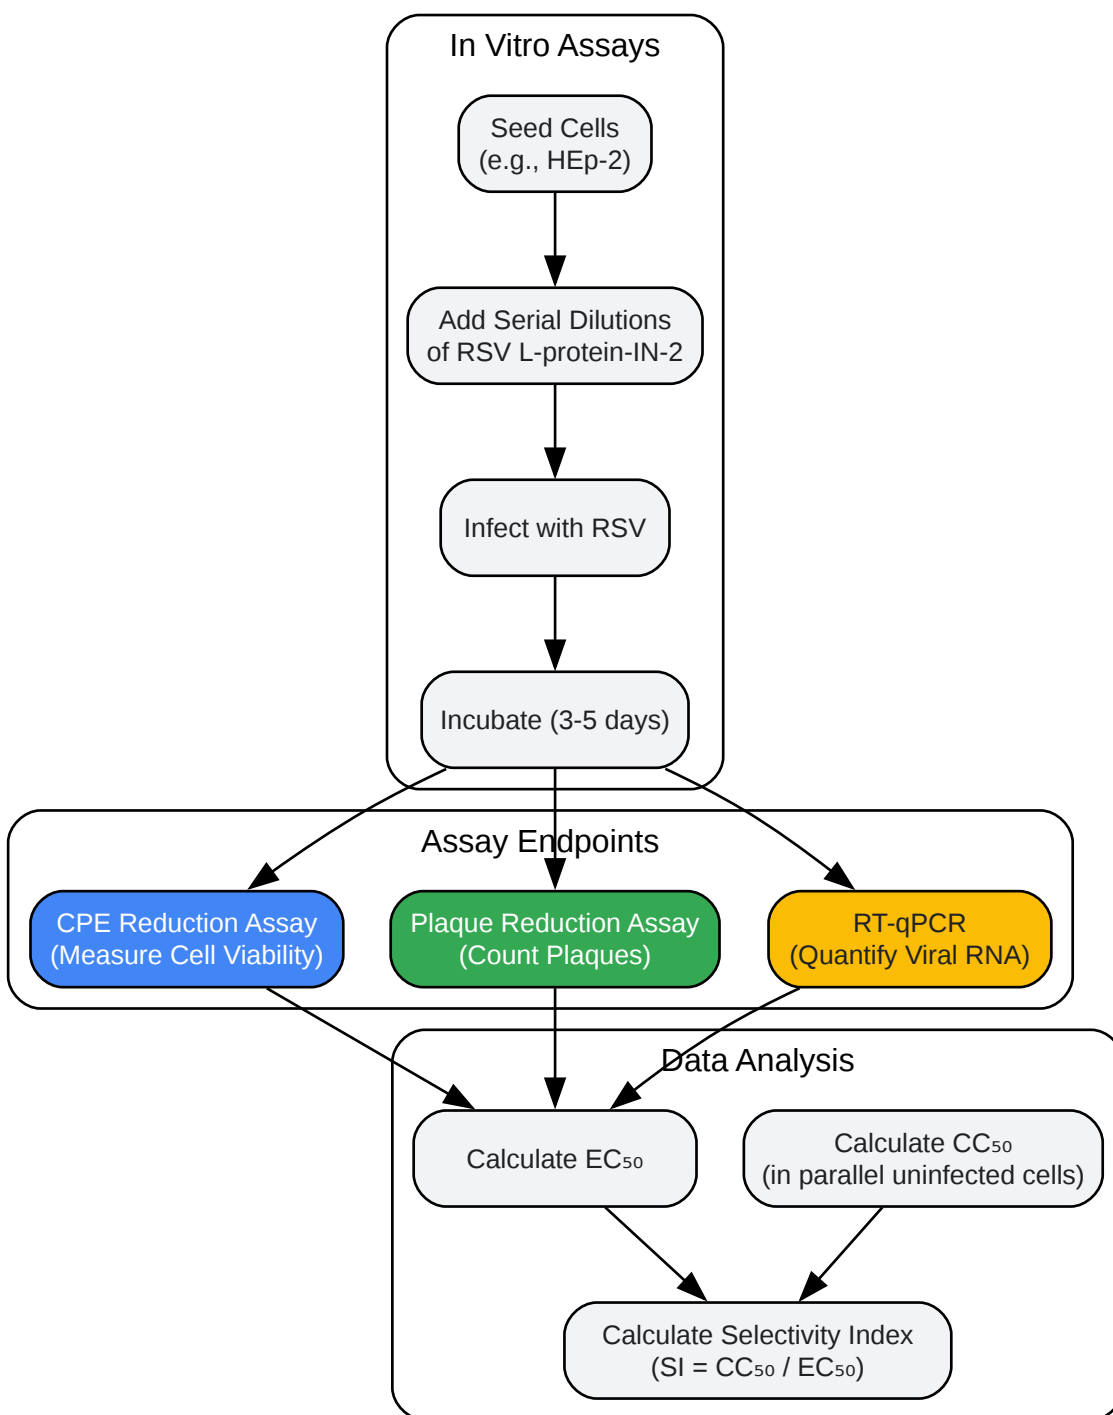 In Vitro Assays
Seed Cells
(e.g., HEp-2)
Add Serial Dilutions
of RSV L-protein-IN-2
Infect with RSV
Incubate (3-5 days)
Assay Endpoints
CPE Reduction Assay
(Measure Cell Viability)
Plaque Reduction Assay
(Count Plaques)
RT-qPCR
(Quantify Viral RNA)
Data Analysis
Calculate EC₅₀
Calculate CC₅₀
(in parallel uninfected cells)
Calculate Selectivity Index
(SI = CC₅₀ / EC₅₀)